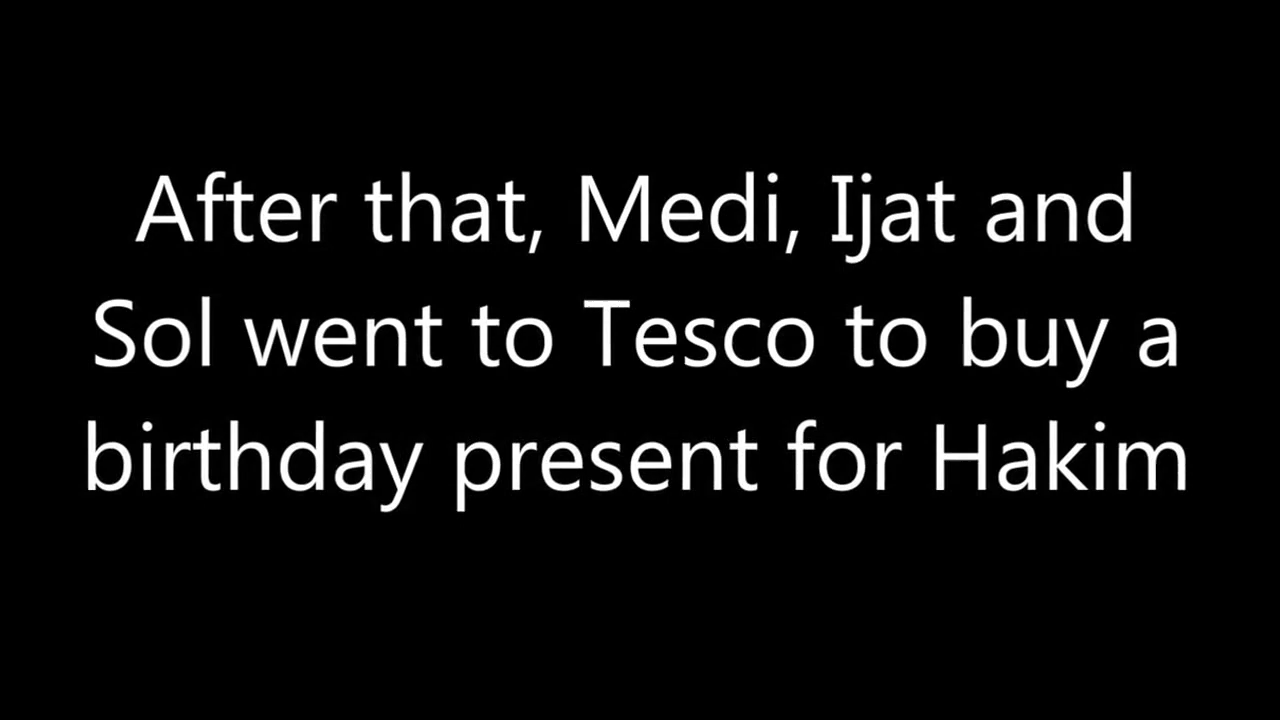 After that, Medi, Ijat and
Sol went to Tesco to buy a
birthday present for Hakim